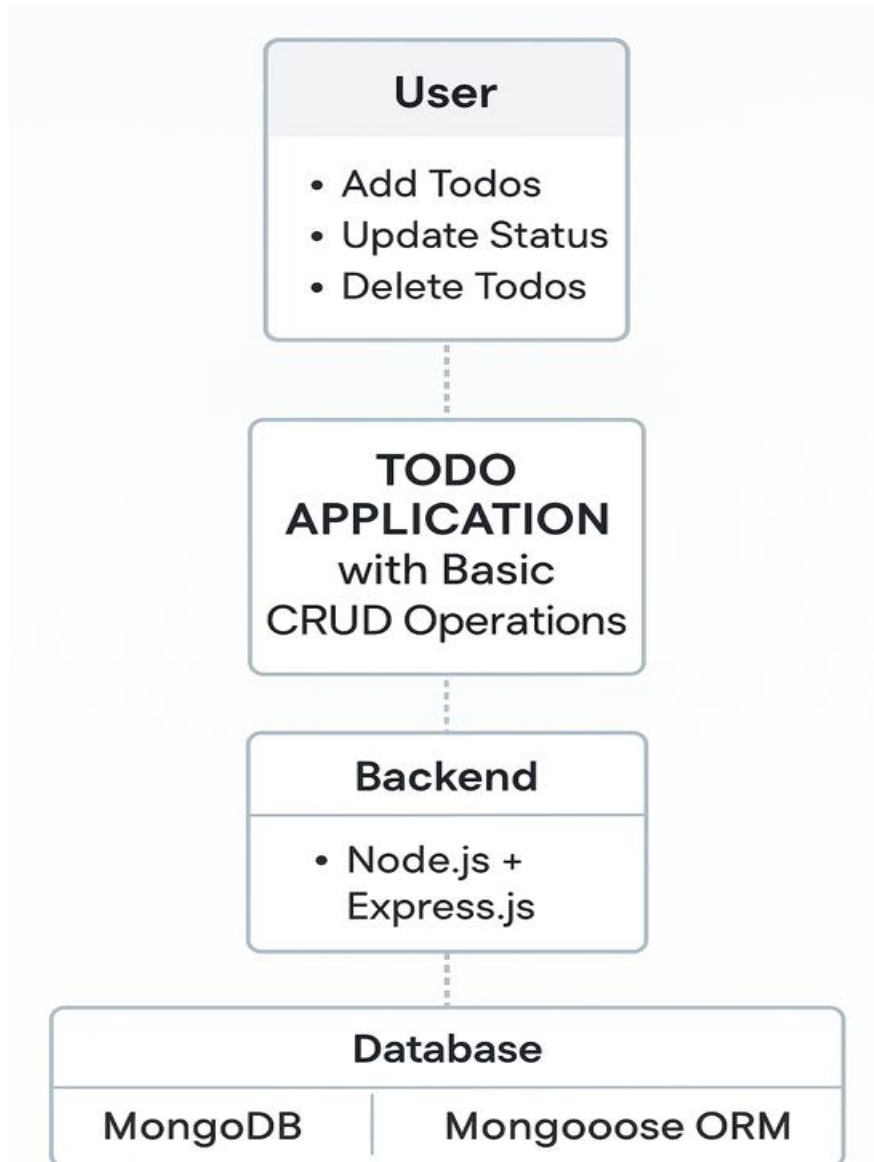 User
• Add Todos
• Update Status
• Delete Todos
TODO
APPLICATION
with Basic
CRUD Operations
Backend
• Node.js +
Express.js
Database
MongoDB
Mongooose ORM